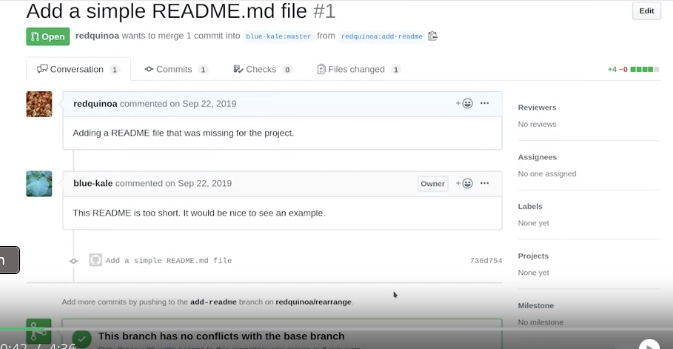 Add a simple README.md file #1
Edit
Open redquinoa wants to merge 1 commit into blue-kale:master from redquinoa:add-readme
Conversation 1 Commits 1 Checks 0 Files changed 1 +4 −0
redquinoa commented on Sep 22, 2019
Adding a README file that was missing for the project.
blue-kale commented on Sep 22, 2019 Owner
This README is too short. It would be nice to see an example.
Add a simple README.md file 736d754
Add more commits by pushing to the add-readme branch on redquinoa/rearrange.
This branch has no conflicts with the base branch
Reviewers
No reviews
Assignees
No one assigned
Labels
None yet
Projects
None yet
Milestone
No milestone
4:36